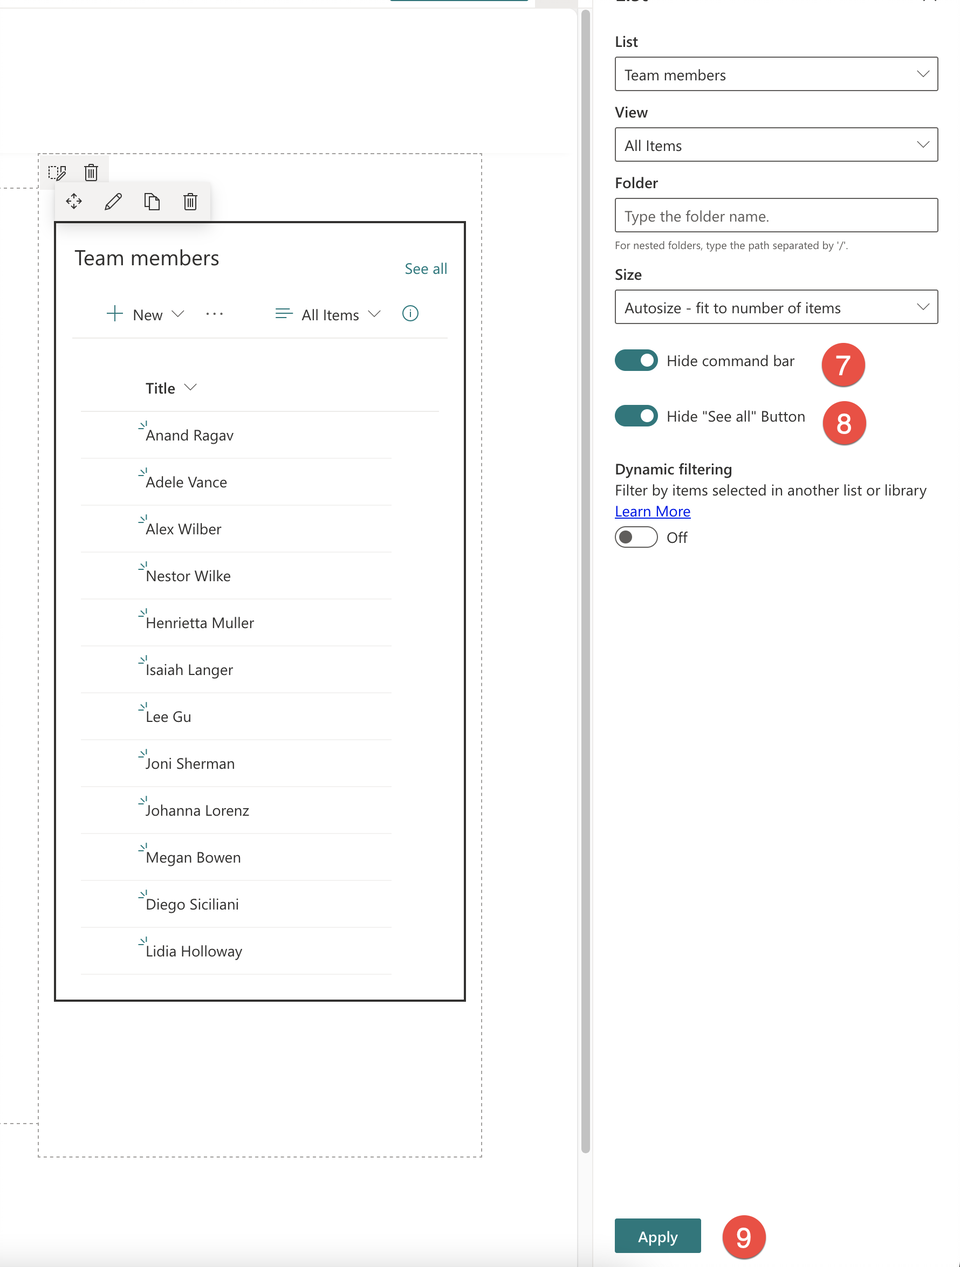 Team members
See all
New
All Items
Title
Anand Ragav
Adele Vance
Alex Wilber
Nestor Wilke
Henrietta Muller
Isaiah Langer
Lee Gu
Joni Sherman
Johanna Lorenz
Megan Bowen
Diego Siciliani
Lidia Holloway
List
Team members
View
All Items
Folder
Type the folder name.
For nested folders, type the path separated by '/'.
Size
Autosize - fit to number of items
Hide command bar
7
Hide "See all" Button
8
Dynamic filtering
Filter by items selected in another list or library
Learn More
Off
Apply
9